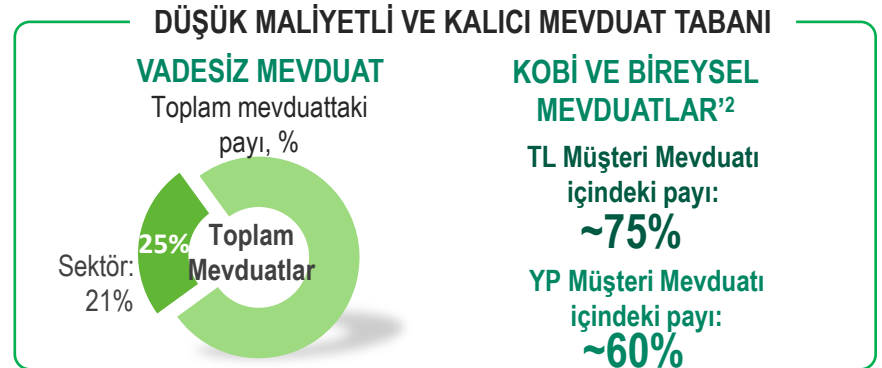 DÜŞÜK MALİYETLİ VE KALICI MEVDUAT TABANI
VADESİZ MEVDUAT
Toplam mevduattaki
payı, %
25%
Toplam
Mevduatlar
Sektör:
21%
KOBİ VE BİREYSEL
MEVDUATLAR’2
TL Müşteri Mevduatı
içindeki payı:
~75%
YP Müşteri Mevduatı
içindeki payı:
~60%